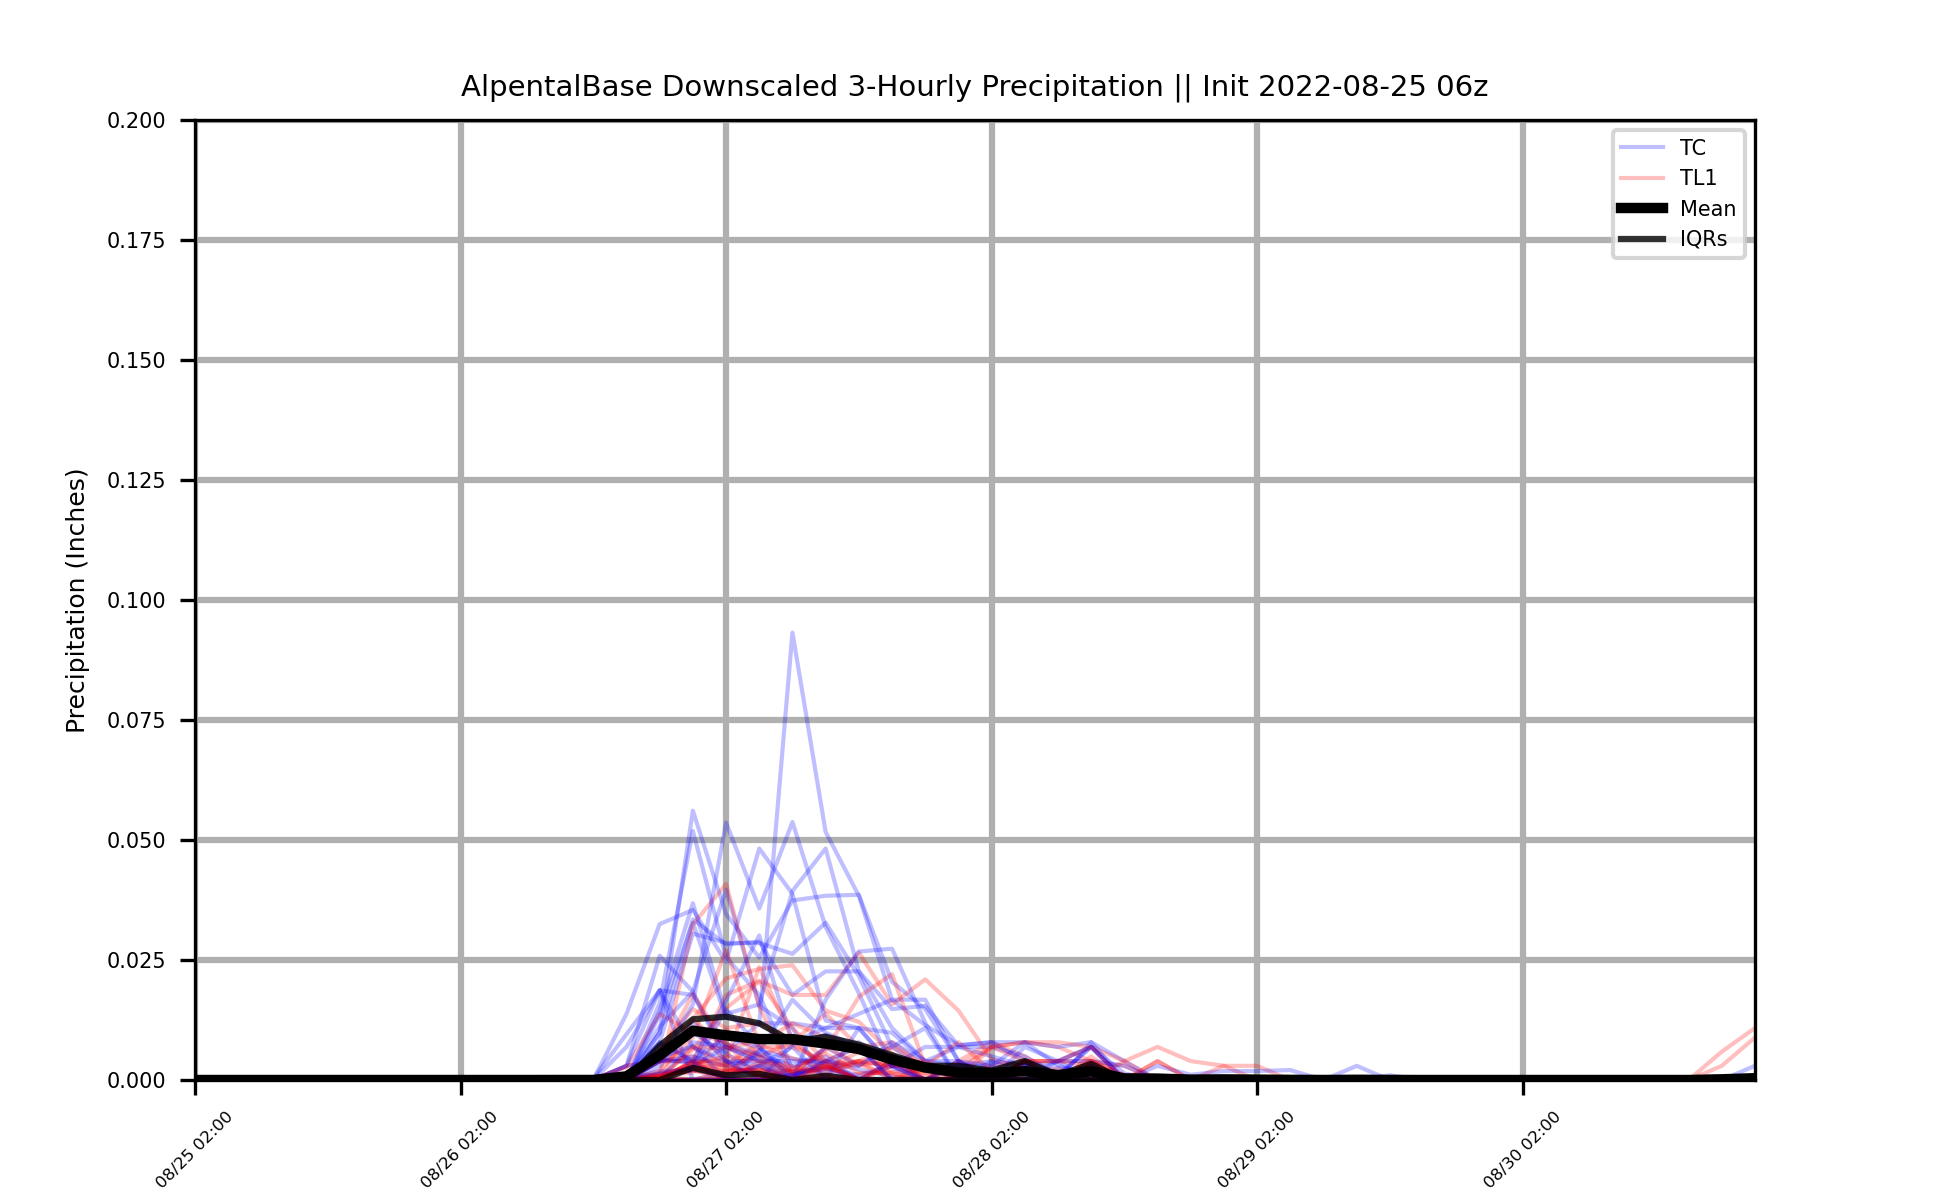 AlpentalBase Downscaled 3-Hourly Precipitation || Init 2022-08-25 06z
TC
TL1
Mean
IQRs
Precipitation (Inches)
0.200
0.175
0.150
0.125
0.100
0.075
0.050
0.025
0.000
08/25 02:00
08/26 02:00
08/27 02:00
08/28 02:00
08/29 02:00
08/30 02:00